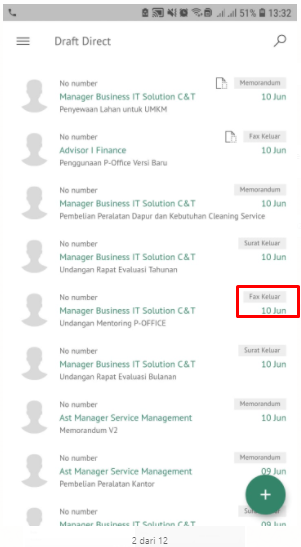 51% 13:32
Draft Direct
No number Memorandum
Manager Business IT Solution C&T 10 Jun
Penyewaan Lahan untuk UMKM
No number Fax Keluar
Advisor I Finance 10 Jun
Penggunaan P-Office Versi Baru
No number Memorandum
Manager Business IT Solution C&T 10 Jun
Pembelian Peralatan Dapur dan Kebutuhan Cleaning Service
No number Surat Keluar
Manager Business IT Solution C&T 10 Jun
Undangan Rapat Evaluasi Tahunan
No number Fax Keluar
Manager Business IT Solution C&T 10 Jun
Undangan Mentoring P-OFFICE
No number Surat Keluar
Manager Business IT Solution C&T 10 Jun
Undangan Rapat Evaluasi Bulanan
No number Memorandum
Ast Manager Service Management 10 Jun
Memorandum V2
No number Memorandum
Ast Manager Service Management 09 Jun
Pembelian Peralatan Kantor
No number
Manager Business IT Solution C&T 09 Jun
2 dari 12